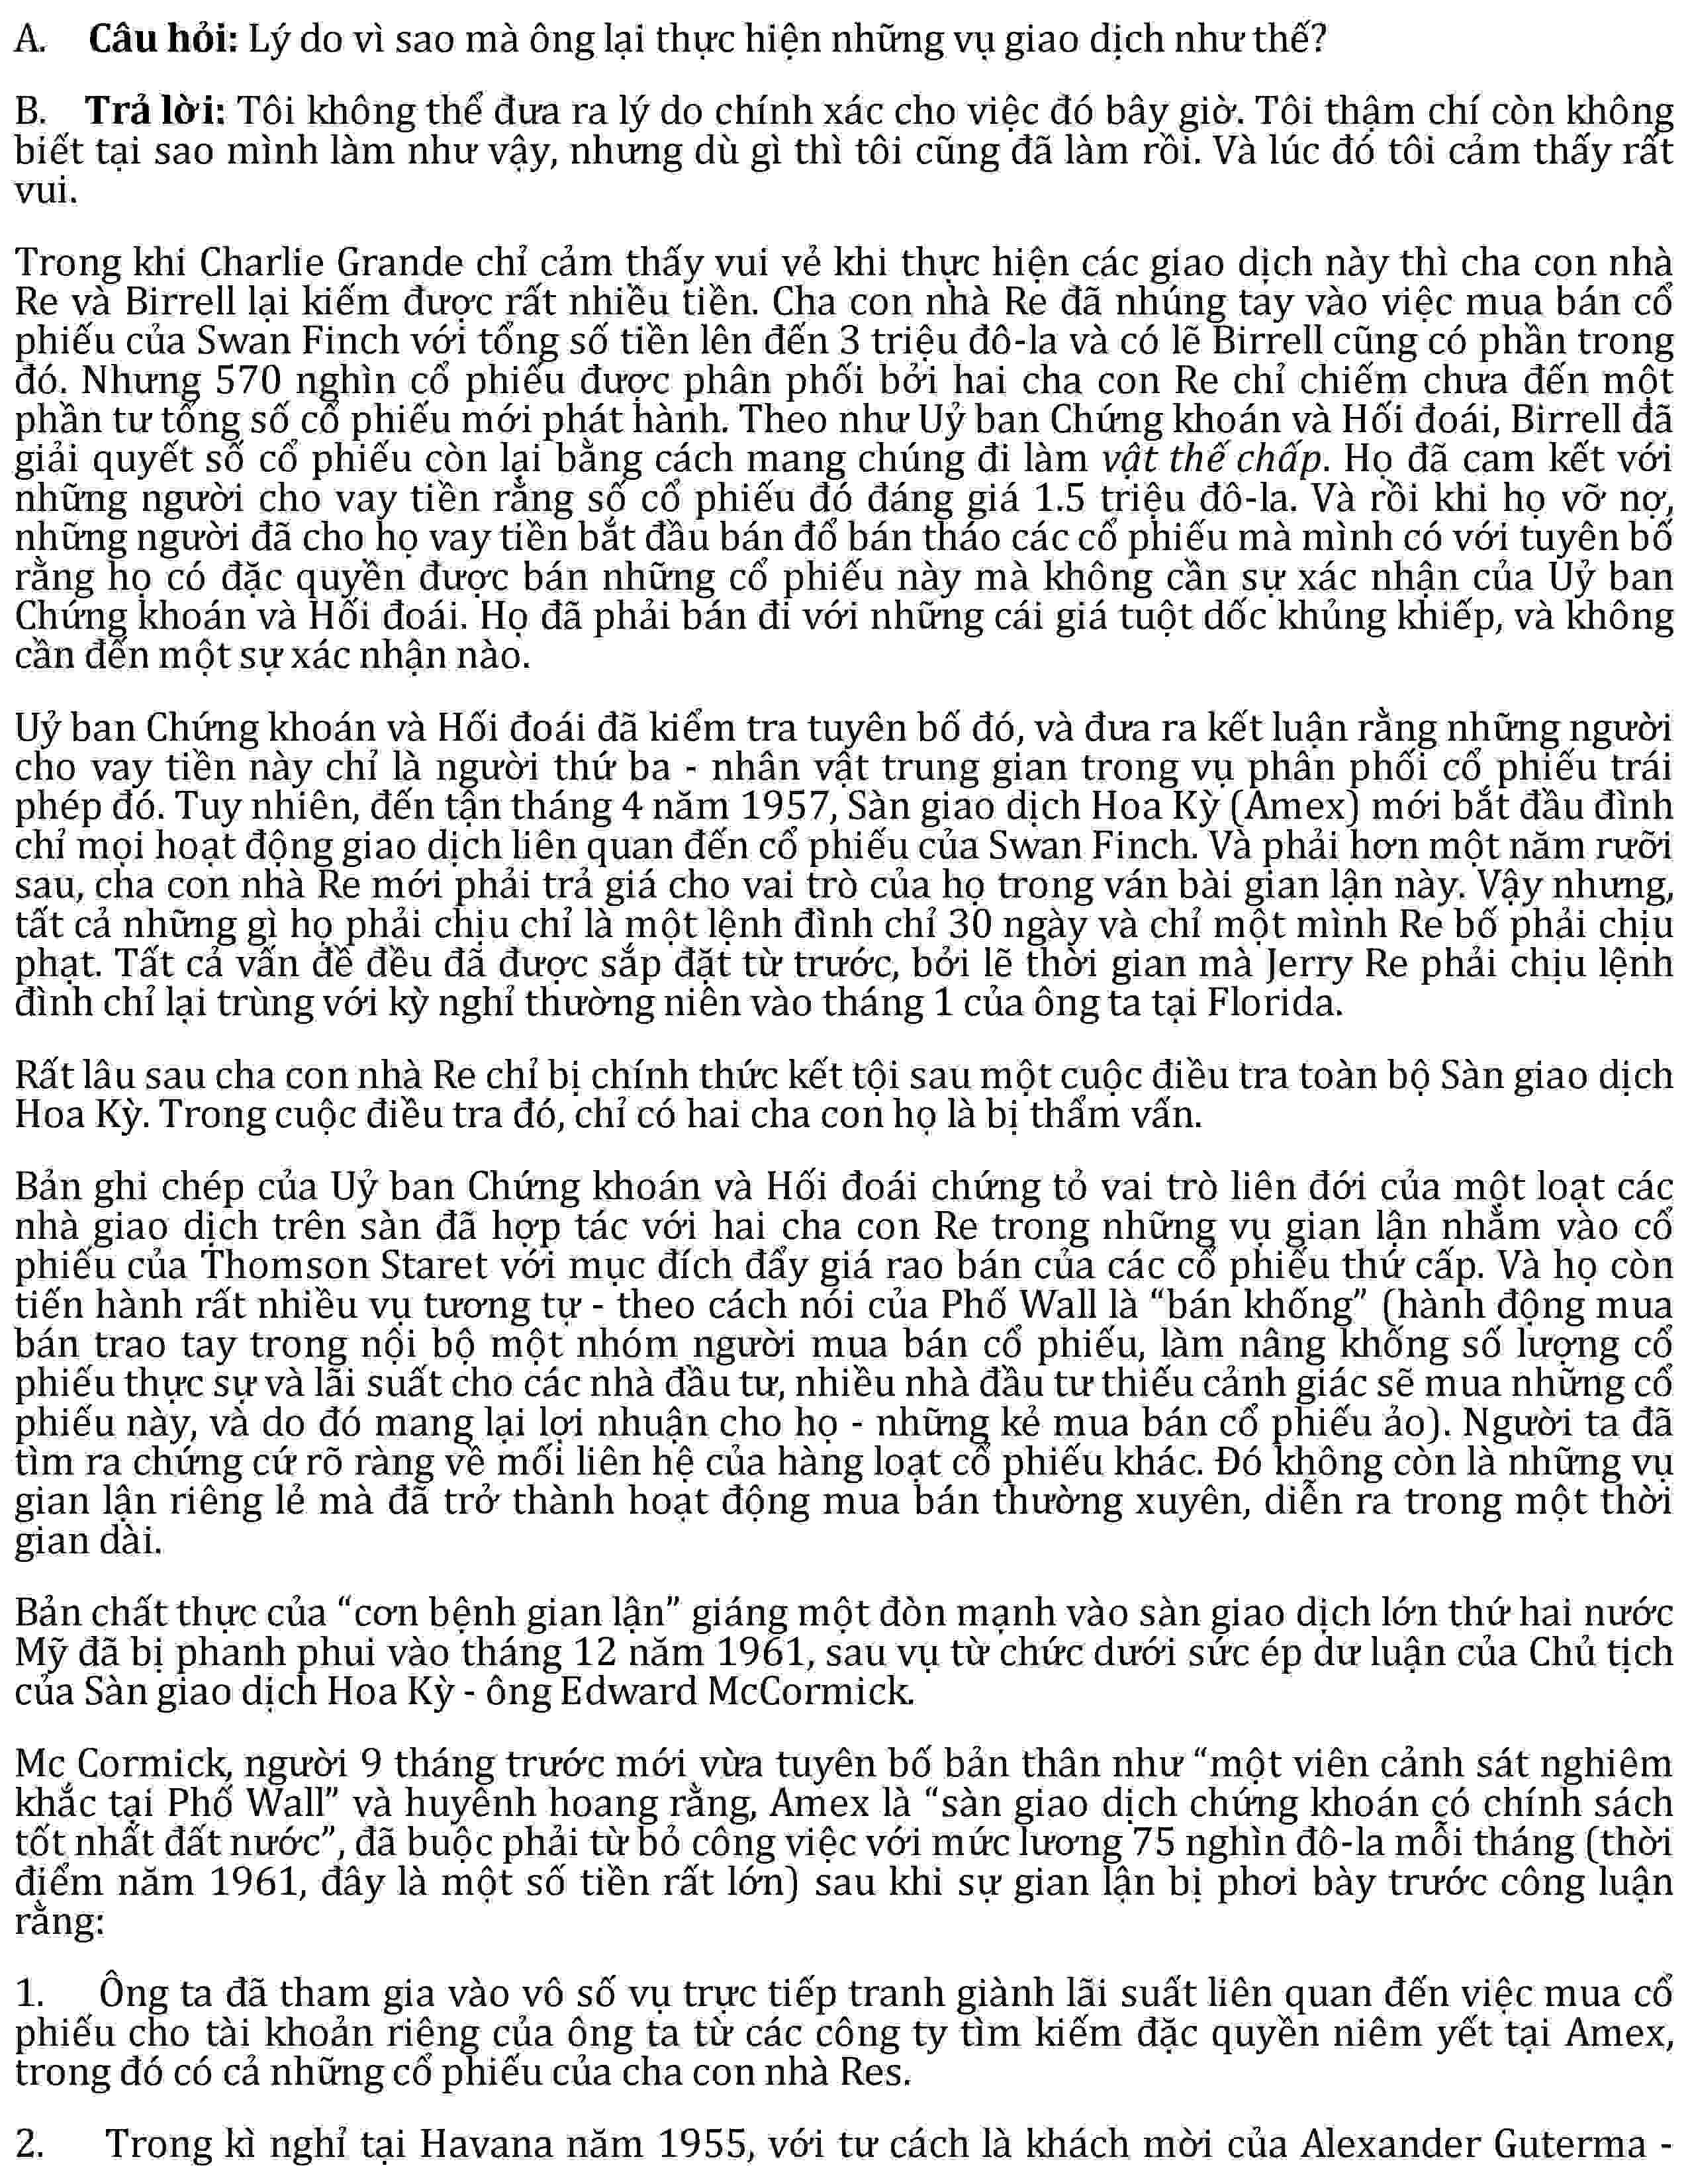 A. Câu hỏi: Lý do vì sao mà ông lại thực hiện những vụ giao dịch như thế?
B. Trả lời: Tôi không thể đưa ra lý do chính xác cho việc đó bây giờ. Tôi thậm chí còn không
biết tại sao mình làm như vậy, nhưng dù gì thì tôi cũng đã làm rồi. Và lúc đó tôi cảm thấy rất
vui.
Trong khi Charlie Grande chỉ cảm thấy vui vẻ khi thực hiện các giao dịch này thì cha con nhà
Re và Birrell lại kiếm được rất nhiều tiền. Cha con nhà Re đã nhúng tay vào việc mua bán cổ
phiếu của Swan Finch với tổng số tiền lên đến 3 triệu đô-la và có lẽ Birrell cũng có phần trong
đó. Nhưng 570 nghìn cổ phiếu được phân phối bởi hai cha con Re chỉ chiếm chưa đến một
phần tư tổng số cổ phiếu mới phát hành. Theo như Uỷ ban Chứng khoán và Hối đoái, Birrell đã
giải quyết số cổ phiếu còn lại bằng cách mang chúng đi làm vật thế chấp. Họ đã cam kết với
những người cho vay tiền rằng số cổ phiếu đó đáng giá 1.5 triệu đô-la. Và rồi khi họ vỡ nợ,
những người đã cho họ vay tiền bắt đầu bán đổ bán tháo các cổ phiếu mà mình có với tuyên bố
rằng họ có đặc quyền được bán những cổ phiếu này mà không cần sự xác nhận của Uỷ ban
Chứng khoán và Hối đoái. Họ đã phải bán đi với những cái giá tuột dốc khủng khiếp, và không
cần đến một sự xác nhận nào.
Uỷ ban Chứng khoán và Hối đoái đã kiểm tra tuyên bố đó, và đưa ra kết luận rằng những người
cho vay tiền này chỉ là người thứ ba - nhân vật trung gian trong vụ phân phối cổ phiếu trái
phép đó. Tuy nhiên, đến tận tháng 4 năm 1957, Sàn giao dịch Hoa Kỳ (Amex) mới bắt đầu đình
chỉ mọi hoạt động giao dịch liên quan đến cổ phiếu của Swan Finch. Và phải hơn một năm rưỡi
sau, cha con nhà Re mới phải trả giá cho vai trò của họ trong ván bài gian lận này. Vậy nhưng,
tất cả những gì họ phải chịu chỉ là một lệnh đình chỉ 30 ngày và chỉ một mình Re bố phải chịu
phạt. Tất cả vấn đề đều đã được sắp đặt từ trước, bởi lẽ thời gian mà Jerry Re phải chịu lệnh
đình chỉ lại trùng với kỳ nghỉ thường niên vào tháng 1 của ông ta tại Florida.
Rất lâu sau cha con nhà Re chỉ bị chính thức kết tội sau một cuộc điều tra toàn bộ Sàn giao dịch
Hoa Kỳ. Trong cuộc điều tra đó, chỉ có hai cha con họ là bị thẩm vấn.
Bản ghi chép của Uỷ ban Chứng khoán và Hối đoái chứng tỏ vai trò liên đới của một loạt các
nhà giao dịch trên sàn đã hợp tác với hai cha con Re trong những vụ gian lận nhằm vào cổ
phiếu của Thomson Staret với mục đích đẩy giá rao bán của các cổ phiếu thứ cấp. Và họ còn
tiến hành rất nhiều vụ tương tự - theo cách nói của Phố Wall là “bán khống” (hành động mua
bán trao tay trong nội bộ một nhóm người mua bán cổ phiếu, làm nâng khống số lượng cổ
phiếu thực sự và lãi suất cho các nhà đầu tư, nhiều nhà đầu tư thiếu cảnh giác sẽ mua những cổ
phiếu này, và do đó mang lại lợi nhuận cho họ - những kẻ mua bán cổ phiếu ảo). Người ta đã
tìm ra chứng cứ rõ ràng về mối liên hệ của hàng loạt cổ phiếu khác. Đó không còn là những vụ
gian lận riêng lẻ mà đã trở thành hoạt động mua bán thường xuyên, diễn ra trong một thời
gian dài.
Bản chất thực của “cơn bệnh gian lận” giáng một đòn mạnh vào sàn giao dịch lớn thứ hai nước
Mỹ đã bị phanh phui vào tháng 12 năm 1961, sau vụ từ chức dưới sức ép dư luận của Chủ tịch
của Sàn giao dịch Hoa Kỳ - ông Edward McCormick.
Mc Cormick, người 9 tháng trước mới vừa tuyên bố bản thân như “một viên cảnh sát nghiêm
khắc tại Phố Wall” và huyênh hoang rằng, Amex là “sàn giao dịch chứng khoán có chính sách
tốt nhất đất nước”, đã buộc phải từ bỏ công việc với mức lương 75 nghìn đô-la mỗi tháng (thời
điểm năm 1961, đây là một số tiền rất lớn) sau khi sự gian lận bị phơi bày trước công luận
rằng:
1. Ông ta đã tham gia vào vô số vụ trực tiếp tranh giành lãi suất liên quan đến việc mua cổ
phiếu cho tài khoản riêng của ông ta từ các công ty tìm kiếm đặc quyền niêm yết tại Amex,
trong đó có cả những cổ phiếu của cha con nhà Res.
2. Trong kì nghỉ tại Havana năm 1955, với tư cách là khách mời của Alexander Guterma -